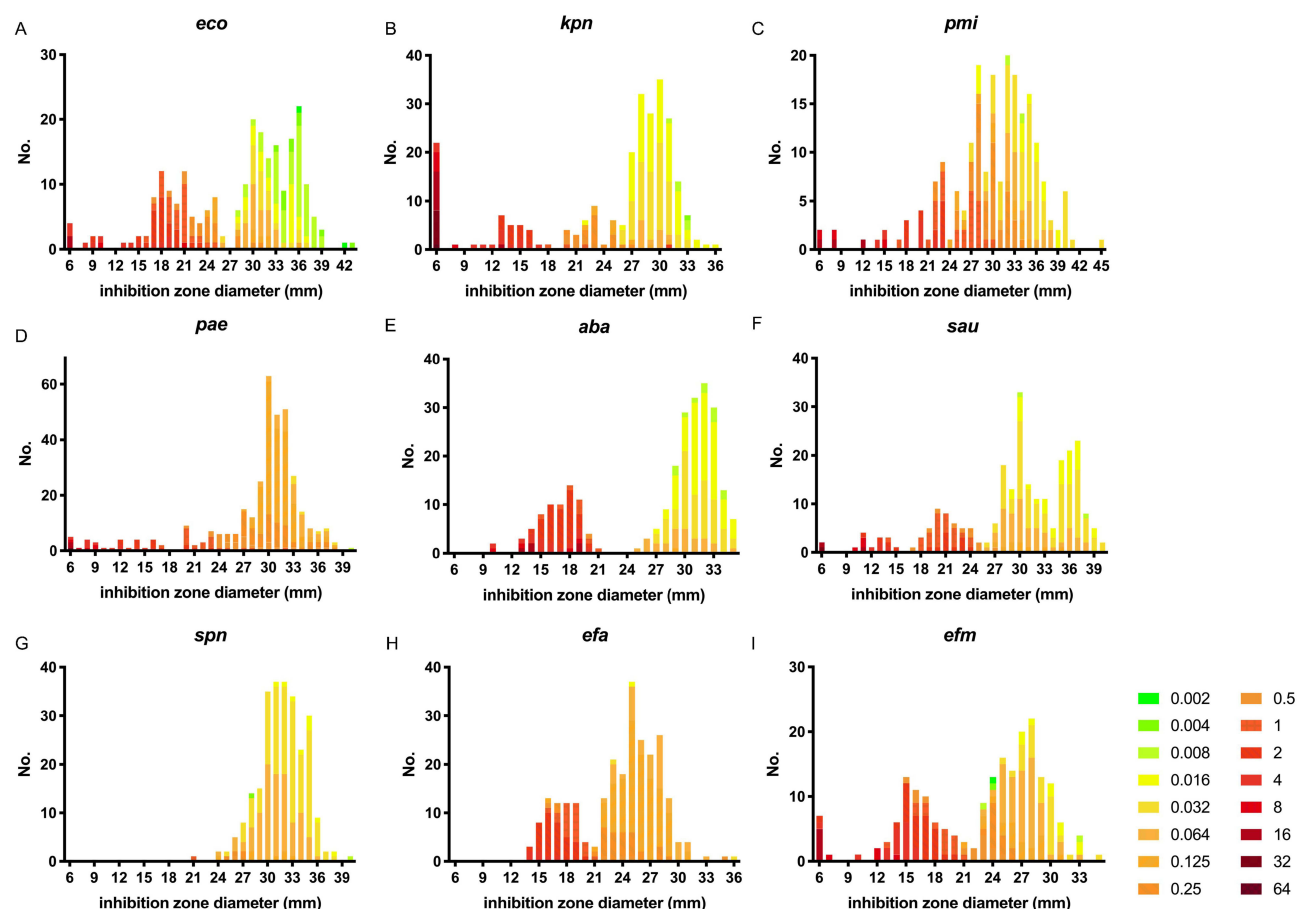 A
eco
30
20
10
0
No.
6 9 12 15 18 21 24 27 30 33 36 39 42
inhibition zone diameter (mm)
B
kpn
40
30
20
10
0
No.
6 9 12 15 18 21 24 27 30 33 36
inhibition zone diameter (mm)
C
pmi
20
15
10
5
0
No.
6 9 12 15 18 21 24 27 30 33 36 39 42 45
inhibition zone diameter (mm)
D
pae
60
40
20
0
No.
6 9 12 15 18 21 24 27 30 33 36 39
inhibition zone diameter (mm)
E
aba
40
30
20
10
0
No.
6 9 12 15 18 21 24 27 30 33
inhibition zone diameter (mm)
F
sau
40
30
20
10
0
No.
6 9 12 15 18 21 24 27 30 33 36 39
inhibition zone diameter (mm)
G
spn
40
30
20
10
0
No.
6 9 12 15 18 21 24 27 30 33 36 39
inhibition zone diameter (mm)
H
efa
40
30
20
10
0
No.
6 9 12 15 18 21 24 27 30 33 36
inhibition zone diameter (mm)
I
efm
30
20
10
0
No.
6 9 12 15 18 21 24 27 30 33
inhibition zone diameter (mm)
0.002 0.5
0.004 1
0.008 2
0.016 4
0.032 8
0.064 16
0.125 32
0.25 64